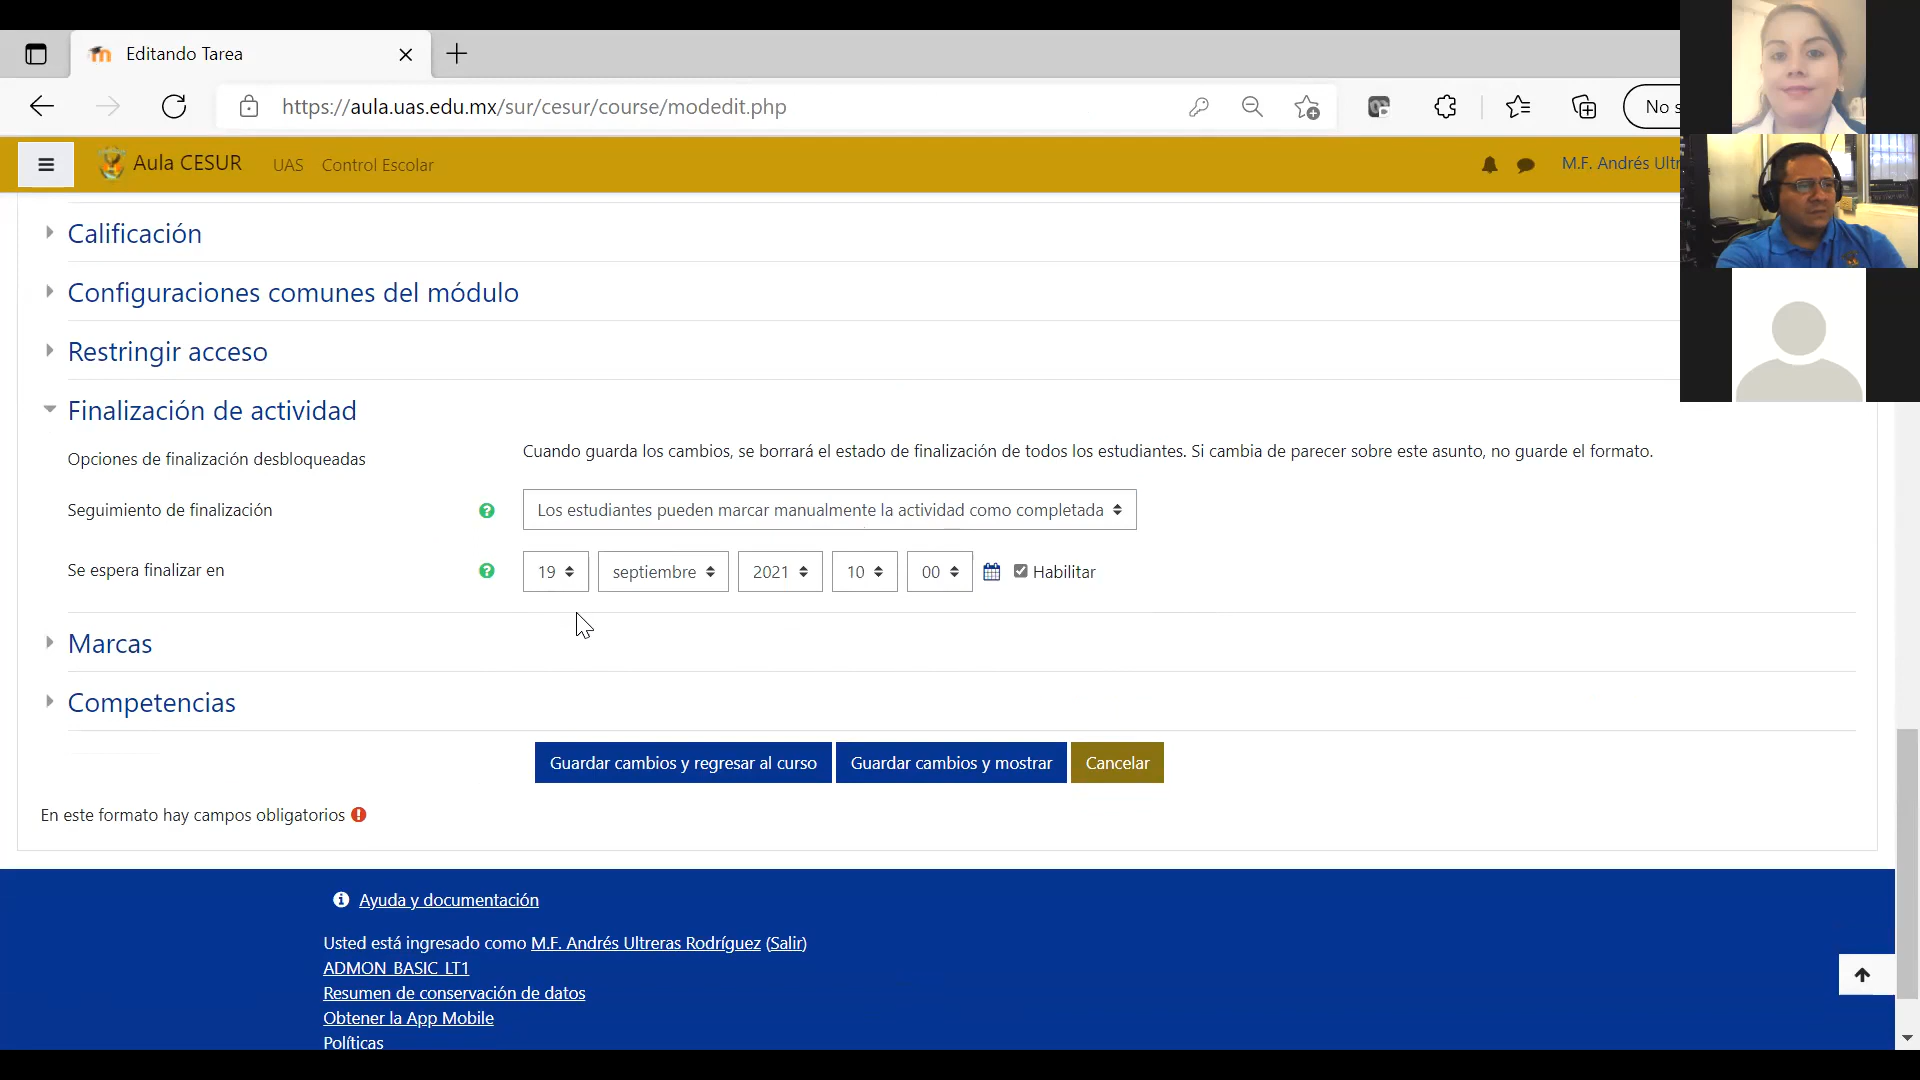 Editando Tarea
https://aula.uas.edu.mx/sur/cesur/course/modedit.php
No s
Aula CESUR UAS Control Escolar
M.F. Andrés Ultr
Calificación
Configuraciones comunes del módulo
Restringir acceso
Finalización de actividad
Opciones de finalización desbloqueadas
Cuando guarda los cambios, se borrará el estado de finalización de todos los estudiantes. Si cambia de parecer sobre este asunto, no guarde el formato.
Seguimiento de finalización
Los estudiantes pueden marcar manualmente la actividad como completada
Se espera finalizar en
19 septiembre 2021 10 00 Habilitar
Marcas
Competencias
Guardar cambios y regresar al curso Guardar cambios y mostrar Cancelar
En este formato hay campos obligatorios
Ayuda y documentación
Usted está ingresado como M.F. Andrés Ultreras Rodríguez (Salir)
ADMON_BASIC_LT1
Resumen de conservación de datos
Obtener la App Mobile
Políticas